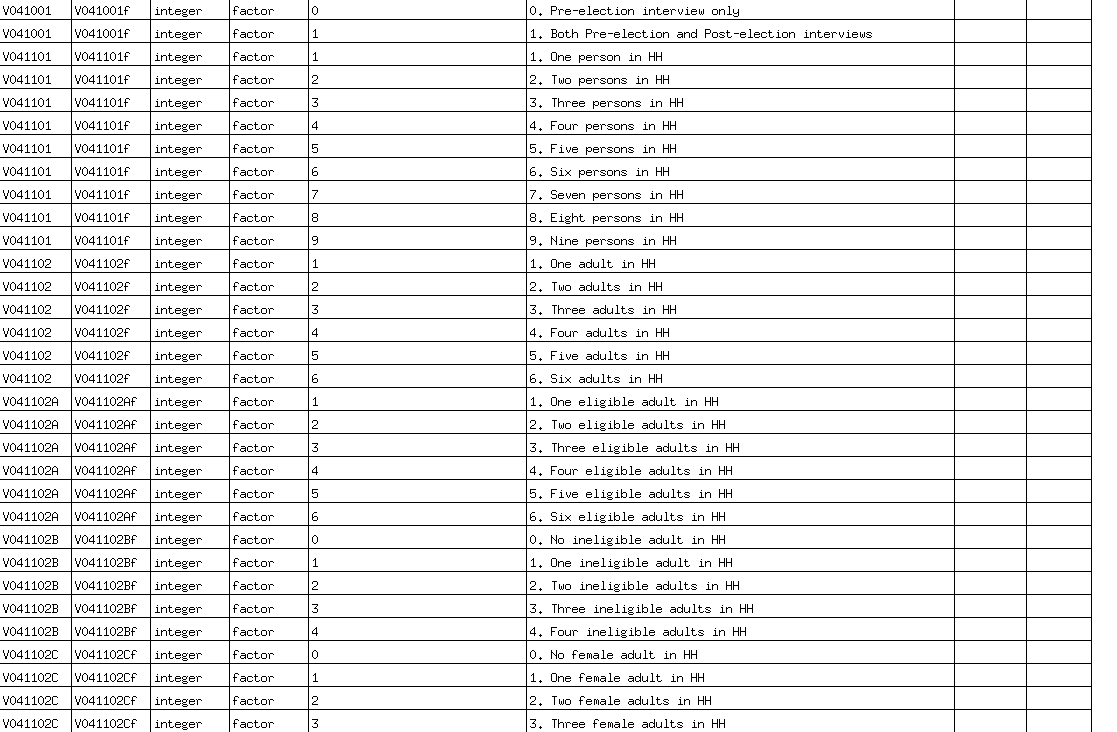 V041001 V041001f integer factor 0 0. Pre-election interview only
V041001 V041001f integer factor 1 1. Both Pre-election and Post-election interviews
V041101 V041101f integer factor 1 1. One person in HH
V041101 V041101f integer factor 2 2. Two persons in HH
V041101 V041101f integer factor 3 3. Three persons in HH
V041101 V041101f integer factor 4 4. Four persons in HH
V041101 V041101f integer factor 5 5. Five persons in HH
V041101 V041101f integer factor 6 6. Six persons in HH
V041101 V041101f integer factor 7 7. Seven persons in HH
V041101 V041101f integer factor 8 8. Eight persons in HH
V041101 V041101f integer factor 9 9. Nine persons in HH
V041102 V041102f integer factor 1 1. One adult in HH
V041102 V041102f integer factor 2 2. Two adults in HH
V041102 V041102f integer factor 3 3. Three adults in HH
V041102 V041102f integer factor 4 4. Four adults in HH
V041102 V041102f integer factor 5 5. Five adults in HH
V041102 V041102f integer factor 6 6. Six adults in HH
V041102A V041102Af integer factor 1 1. One eligible adult in HH
V041102A V041102Af integer factor 2 2. Two eligible adults in HH
V041102A V041102Af integer factor 3 3. Three eligible adults in HH
V041102A V041102Af integer factor 4 4. Four eligible adults in HH
V041102A V041102Af integer factor 5 5. Five eligible adults in HH
V041102A V041102Af integer factor 6 6. Six eligible adults in HH
V041102B V041102Bf integer factor 0 0. No ineligible adult in HH
V041102B V041102Bf integer factor 1 1. One ineligible adult in HH
V041102B V041102Bf integer factor 2 2. Two ineligible adults in HH
V041102B V041102Bf integer factor 3 3. Three ineligible adults in HH
V041102B V041102Bf integer factor 4 4. Four ineligible adults in HH
V041102C V041102Cf integer factor 0 0. No female adult in HH
V041102C V041102Cf integer factor 1 1. One female adult in HH
V041102C V041102Cf integer factor 2 2. Two female adults in HH
V041102C V041102Cf integer factor 3 3. Three female adults in HH